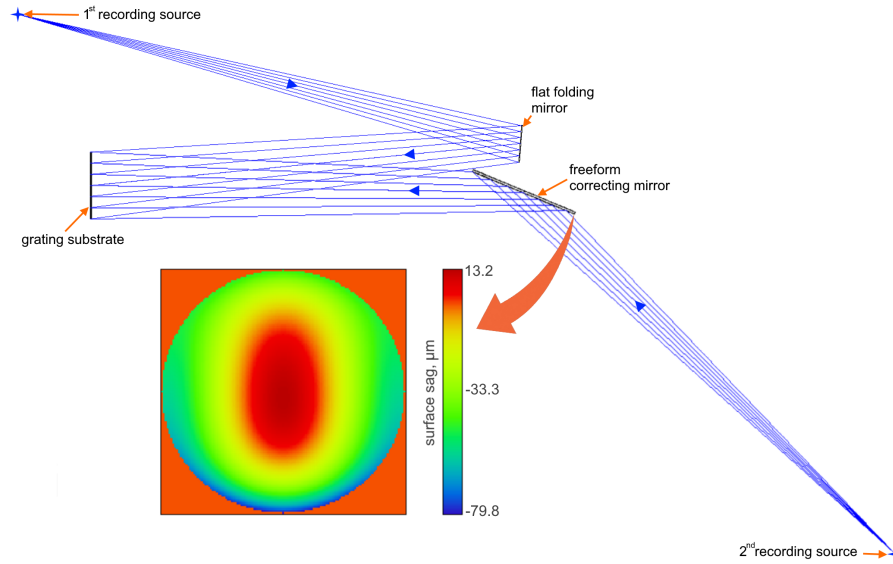 1st recording source
flat folding
mirror
freeform
correcting mirror
grating substrate
13.2
-33.3
-79.8
surface sag, μm
2nd recording source